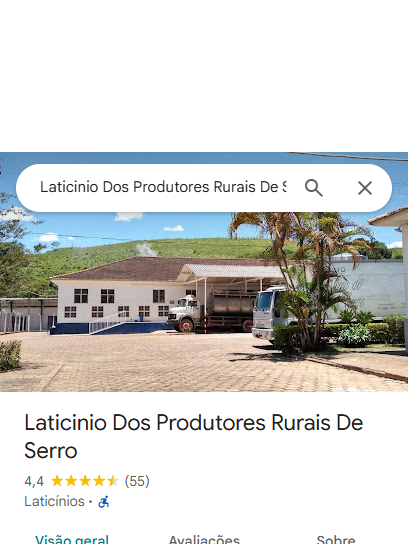 Laticinio Dos Produtores Rurais De S
Laticinio Dos Produtores Rurais De
Serro
4,4 (55)
Laticínios ·
Visão geral Avaliações Sobre